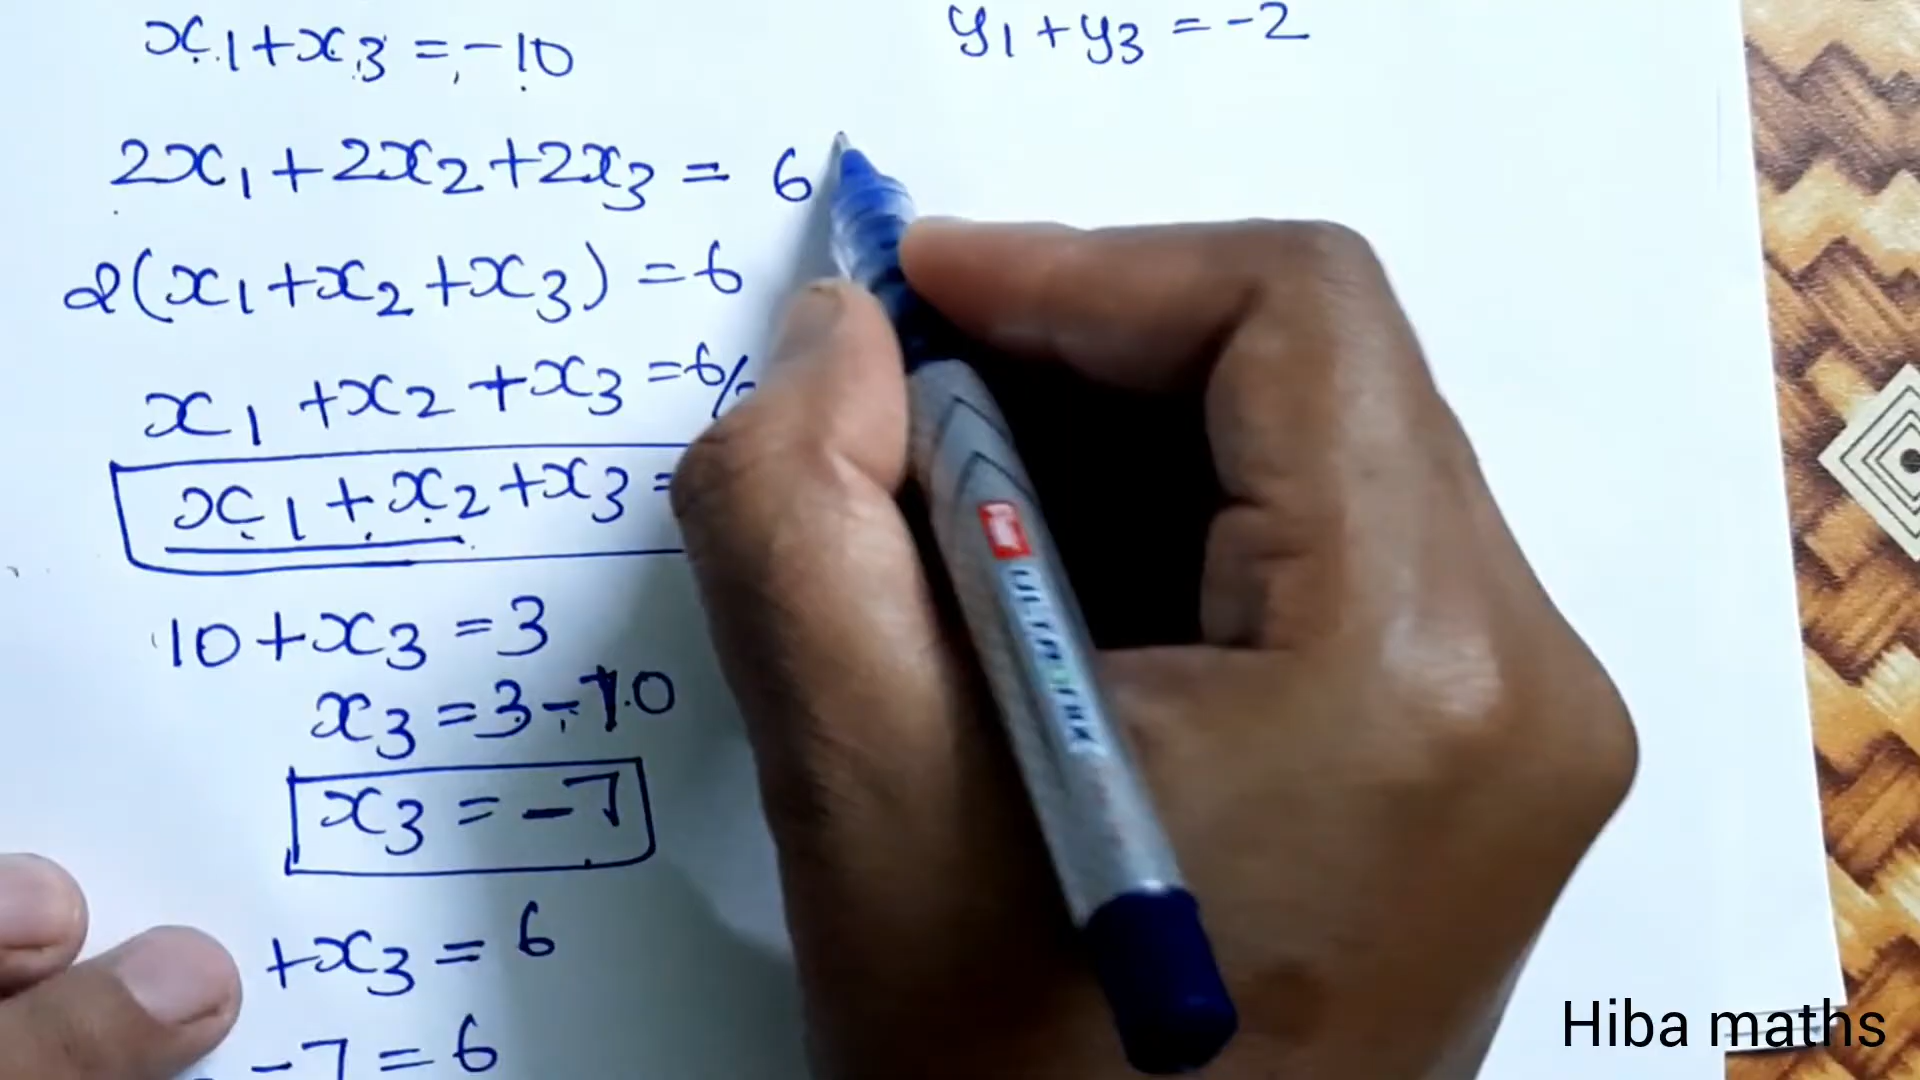 x₁+x₃ = -10
y₁+y₃ = -2
2x₁+2x₂+2x₃ = 6
2(x₁+x₂+x₃) = 6
x₁+x₂+x₃ = 6/
x₁+x₂+x₃ =
10+x₃ = 3
x₃ = 3-10
x₃ = -7
+x₃ = 6
-7 = 6
Hiba maths